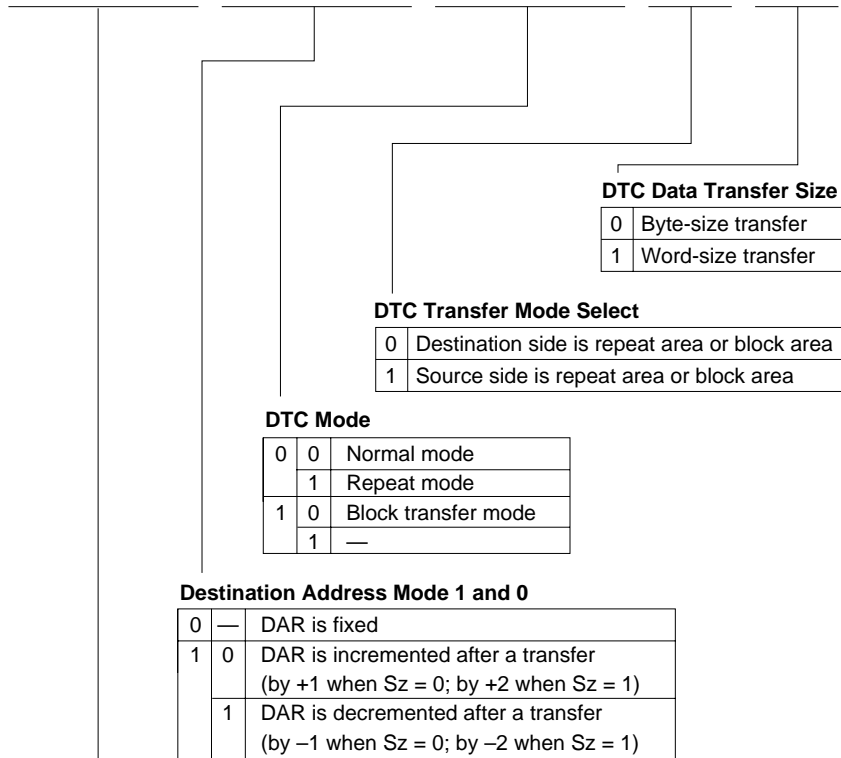 DTC Data Transfer Size
0 Byte-size transfer
1 Word-size transfer
DTC Transfer Mode Select
0 Destination side is repeat area or block area
1 Source side is repeat area or block area
DTC Mode
0 0 Normal mode
1 Repeat mode
1 0 Block transfer mode
1 —
Destination Address Mode 1 and 0
0 — DAR is fixed
1 0 DAR is incremented after a transfer
(by +1 when Sz = 0; by +2 when Sz = 1)
1 DAR is decremented after a transfer
(by –1 when Sz = 0; by –2 when Sz = 1)